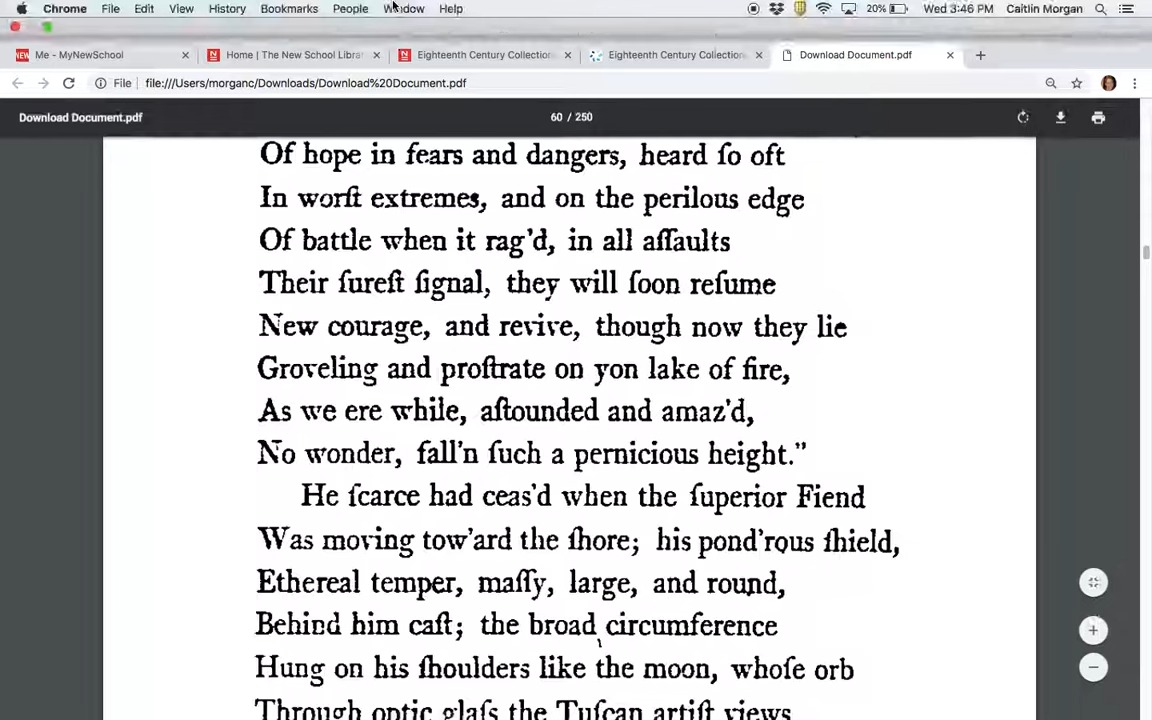 Chrome File Edit View History Bookmarks People Window Help 20% Wed 3:46 PM Caitlin Morgan
Me - MyNewSchool Home | The New School Libra Eighteenth Century Collection Eighteenth Century Collection Download Document.pdf
File file:///Users/morganc/Downloads/Download%20Document.pdf
Download Document.pdf 60 / 250
Of hope in fears and dangers, heard ſo oft
In worſt extremes, and on the perilous edge
Of battle when it rag'd, in all aſſaults
Their ſureſt ſignal, they will ſoon reſume
New courage, and revive, though now they lie
Groveling and proſtrate on yon lake of fire,
As we ere while, aſtounded and amaz'd,
No wonder, fall'n ſuch a pernicious height."
He ſcarce had ceas'd when the ſuperior Fiend
Was moving tow'ard the ſhore; his pond'rous ſhield,
Ethereal temper, maſſy, large, and round,
Behind him caſt; the broad circumference
Hung on his ſhoulders like the moon, whoſe orb
Through optic glaſs the Tuſcan artiſt views